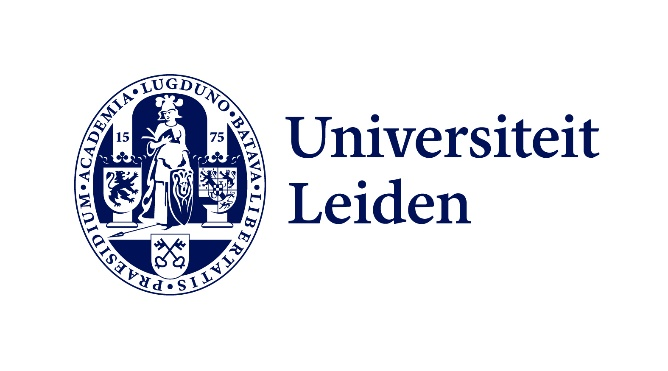 ACADEMIA • LUGDUNO • BATAVA • LIBERTATIS • PRAESIDIUM •
15 75
Universiteit
Leiden